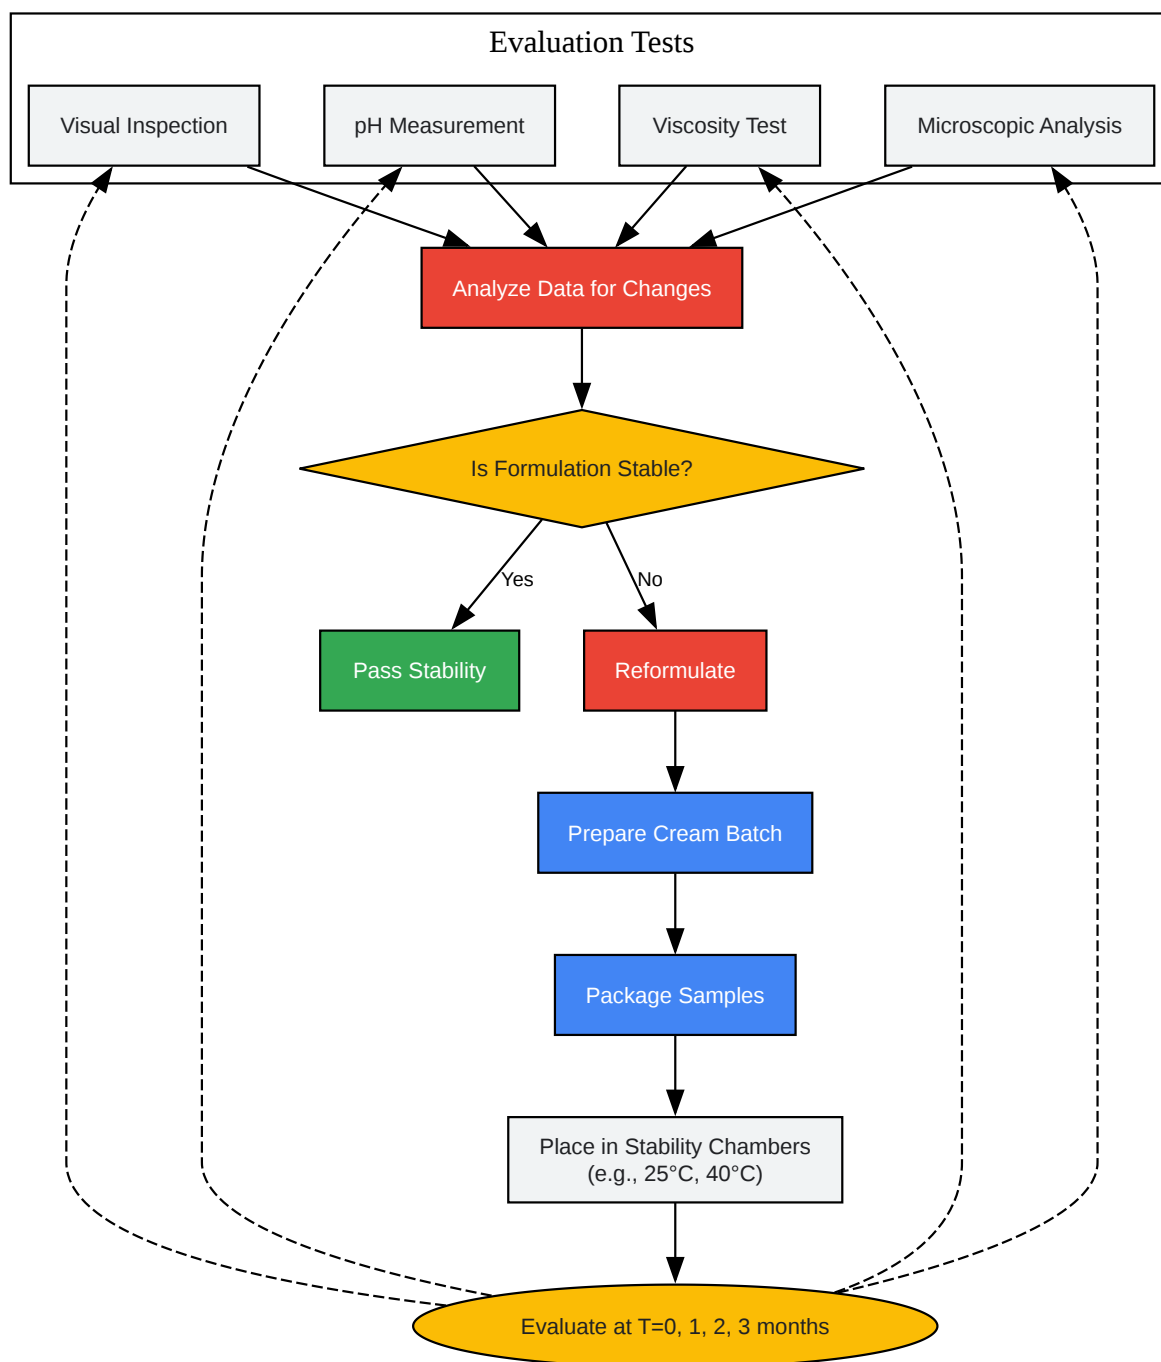 Evaluation Tests
Visual Inspection
pH Measurement
Viscosity Test
Microscopic Analysis
Analyze Data for Changes
Is Formulation Stable?
Yes
No
Pass Stability
Reformulate
Prepare Cream Batch
Package Samples
Place in Stability Chambers
(e.g., 25°C, 40°C)
Evaluate at T=0, 1, 2, 3 months